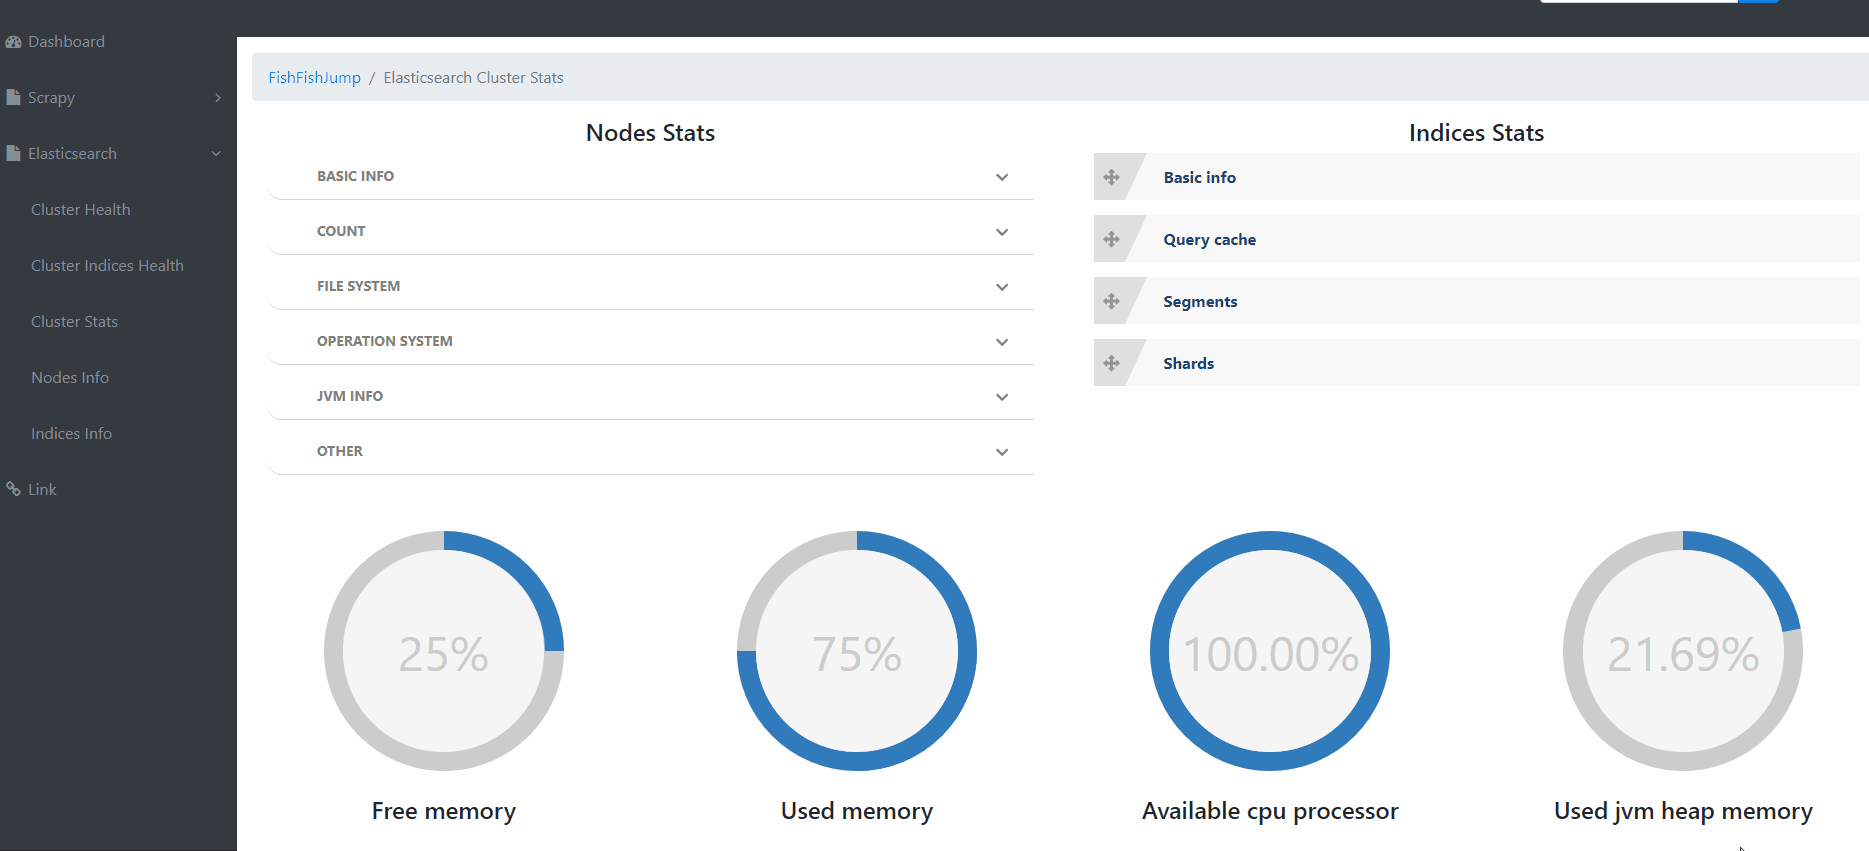 Dashboard
Scrapy
Elasticsearch
Cluster Health
Cluster Indices Health
Cluster Stats
Nodes Info
Indices Info
Link
FishFishJump / Elasticsearch Cluster Stats
Nodes Stats
BASIC INFO
COUNT
FILE SYSTEM
OPERATION SYSTEM
JVM INFO
OTHER
Indices Stats
Basic info
Query cache
Segments
Shards
25%
Free memory
75%
Used memory
100.00%
Available cpu processor
21.69%
Used jvm heap memory